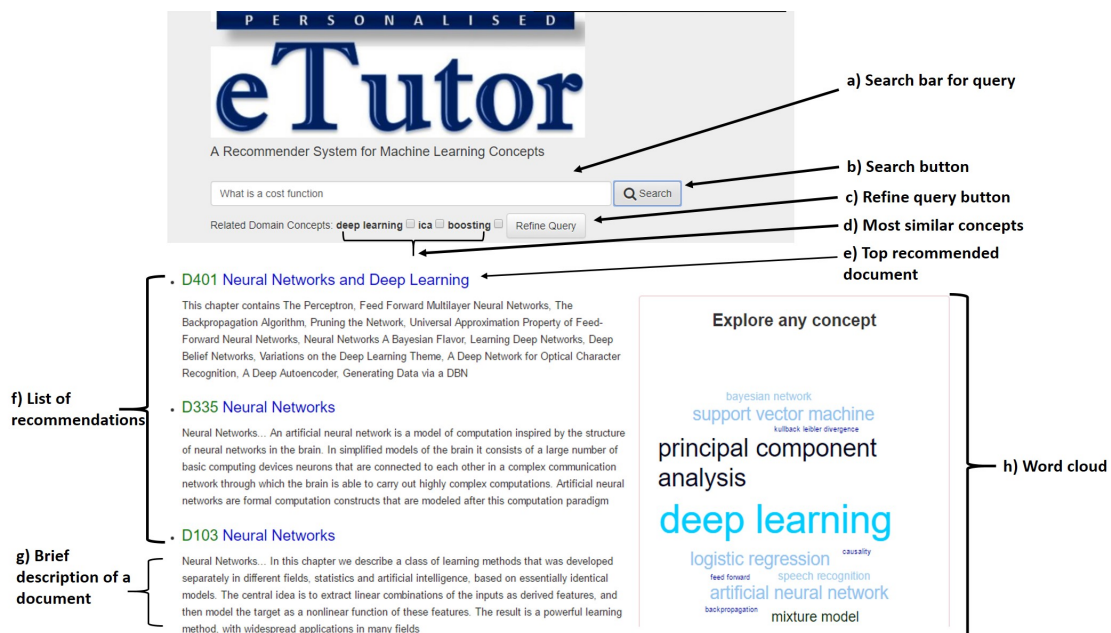 PERSONALISED
eTutor
A Recommender System for Machine Learning Concepts
What is a cost function
Search
Related Domain Concepts: deep learning ica boosting Refine Query
a) Search bar for query
b) Search button
c) Refine query button
d) Most similar concepts
e) Top recommended
document
f) List of
recommendations
g) Brief
description of a
document
D401 Neural Networks and Deep Learning
This chapter contains The Perceptron, Feed Forward Multilayer Neural Networks, The
Backpropagation Algorithm, Pruning the Network, Universal Approximation Property of Feed-
Forward Neural Networks, Neural Networks A Bayesian Flavor, Learning Deep Networks, Deep
Belief Networks, Variations on the Deep Learning Theme, A Deep Network for Optical Character
Recognition, A Deep Autoencoder, Generating Data via a DBN
D335 Neural Networks
Neural Networks... An artificial neural network is a model of computation inspired by the structure
of neural networks in the brain. In simplified models of the brain it consists of a large number of
basic computing devices neurons that are connected to each other in a complex communication
network through which the brain is able to carry out highly complex computations. Artificial neural
networks are formal computation constructs that are modeled after this computation paradigm
D103 Neural Networks
Neural Networks... In this chapter we describe a class of learning methods that was developed
separately in different fields, statistics and artificial intelligence, based on essentially identical
models. The central idea is to extract linear combinations of the inputs as derived features, and
then model the target as a nonlinear function of these features. The result is a powerful learning
method, with widespread applications in many fields
Explore any concept
bayesian network
support vector machine
kullback leibler divergence
principal component
analysis
deep learning
logistic regression
causality
feed forward
speech recognition
artificial neural network
backpropagation
mixture model
h) Word cloud